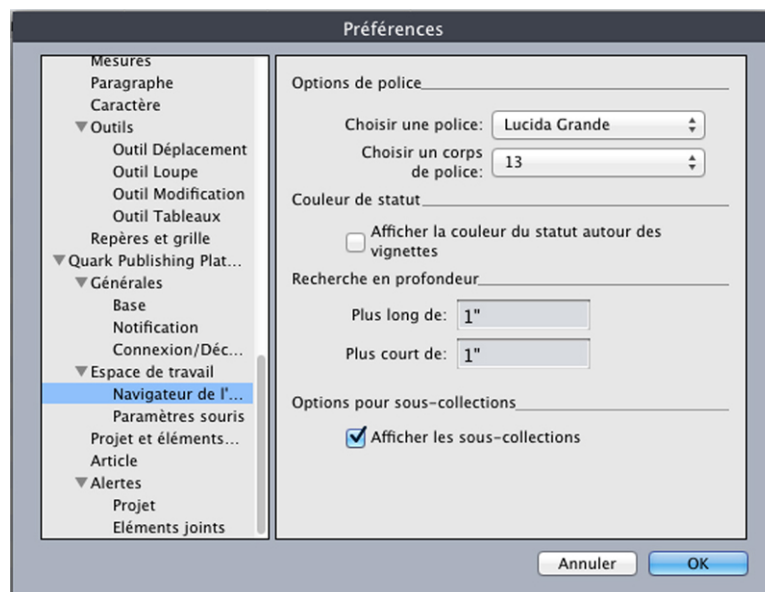 Préférences
Mesures
Paragraphe
Caractère
Outils
Outil Déplacement
Outil Loupe
Outil Modification
Outil Tableaux
Repères et grille
Quark Publishing Plat...
Générales
Base
Notification
Connexion/Déc...
Espace de travail
Navigateur de l'...
Paramètres souris
Projet et éléments...
Article
Alertes
Projet
Eléments joints
Options de police
Choisir une police: Lucida Grande
Choisir un corps
de police: 13
Couleur de statut
Afficher la couleur du statut autour des
vignettes
Recherche en profondeur
Plus long de: 1"
Plus court de: 1"
Options pour sous-collections
Afficher les sous-collections
Annuler OK